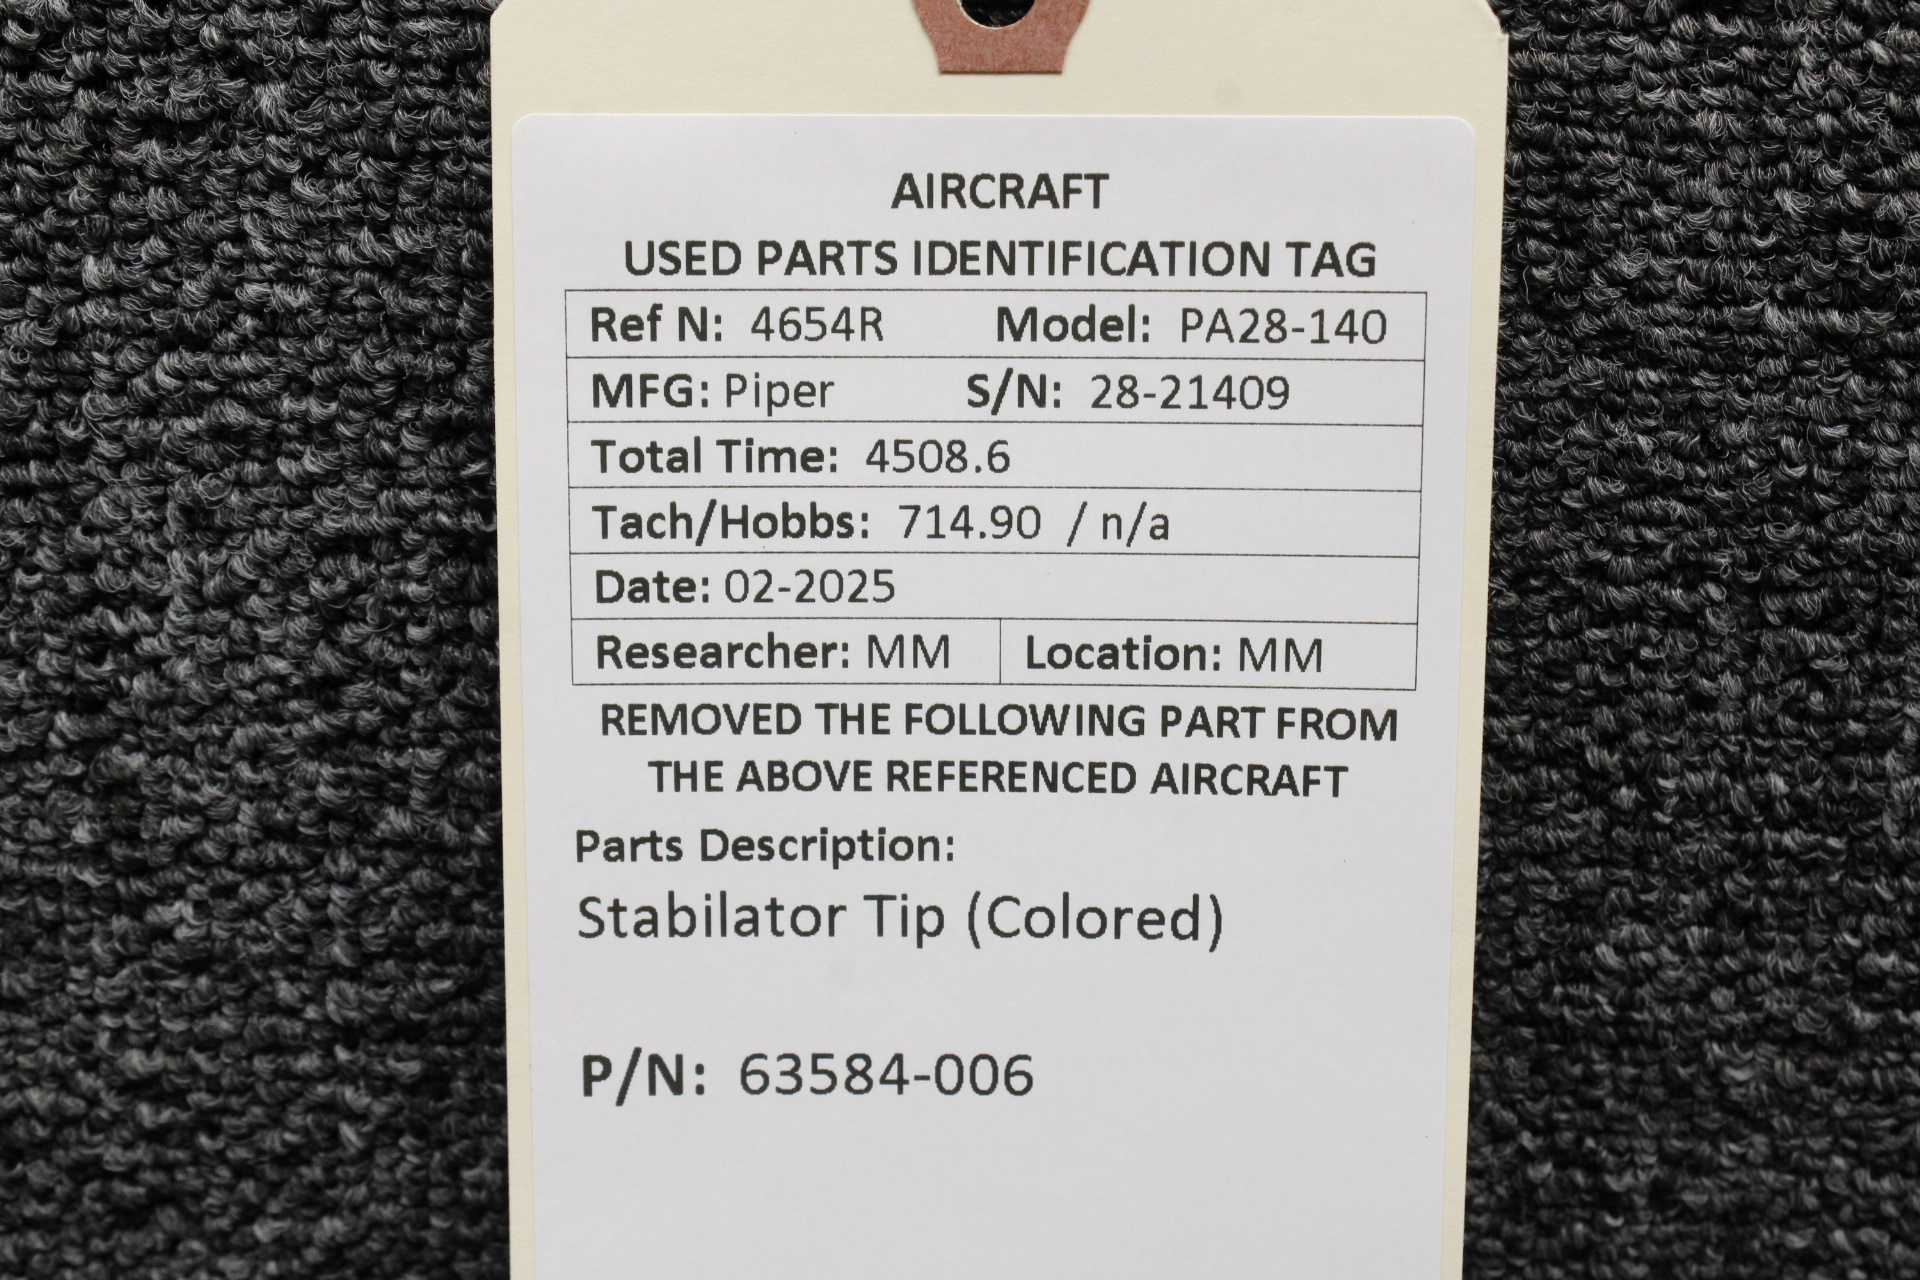 AIRCRAFT
USED PARTS IDENTIFICATION TAG
Ref N: 4654R Model: PA28-140
MFG: Piper S/N: 28-21409
Total Time: 4508.6
Tach/Hobbs: 714.90 / n/a
Date: 02-2025
Researcher: MM Location: MM
REMOVED THE FOLLOWING PART FROM
THE ABOVE REFERENCED AIRCRAFT
Parts Description:
Stabilator Tip (Colored)
P/N: 63584-006